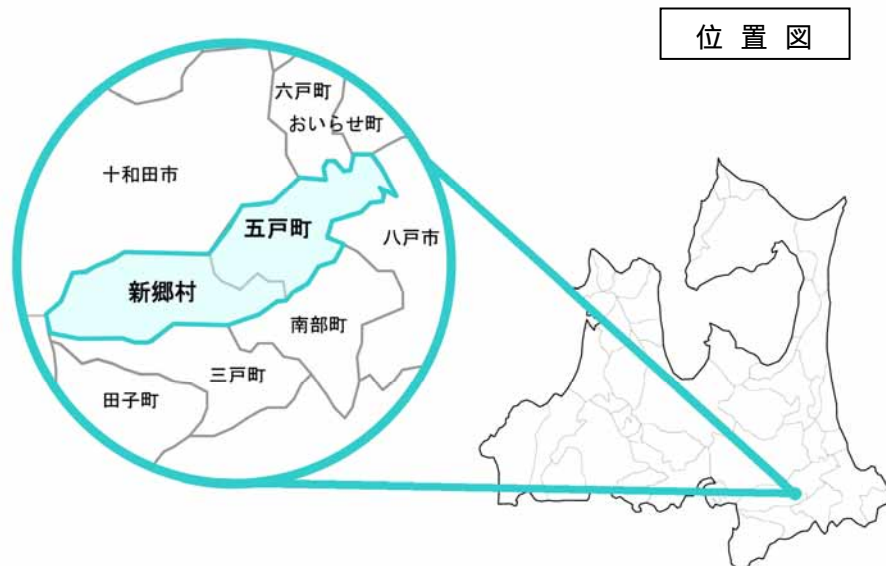 位置図
六戸町
おいらせ町
十和田市
五戸町
八戸市
新郷村
南部町
三戸町
田子町